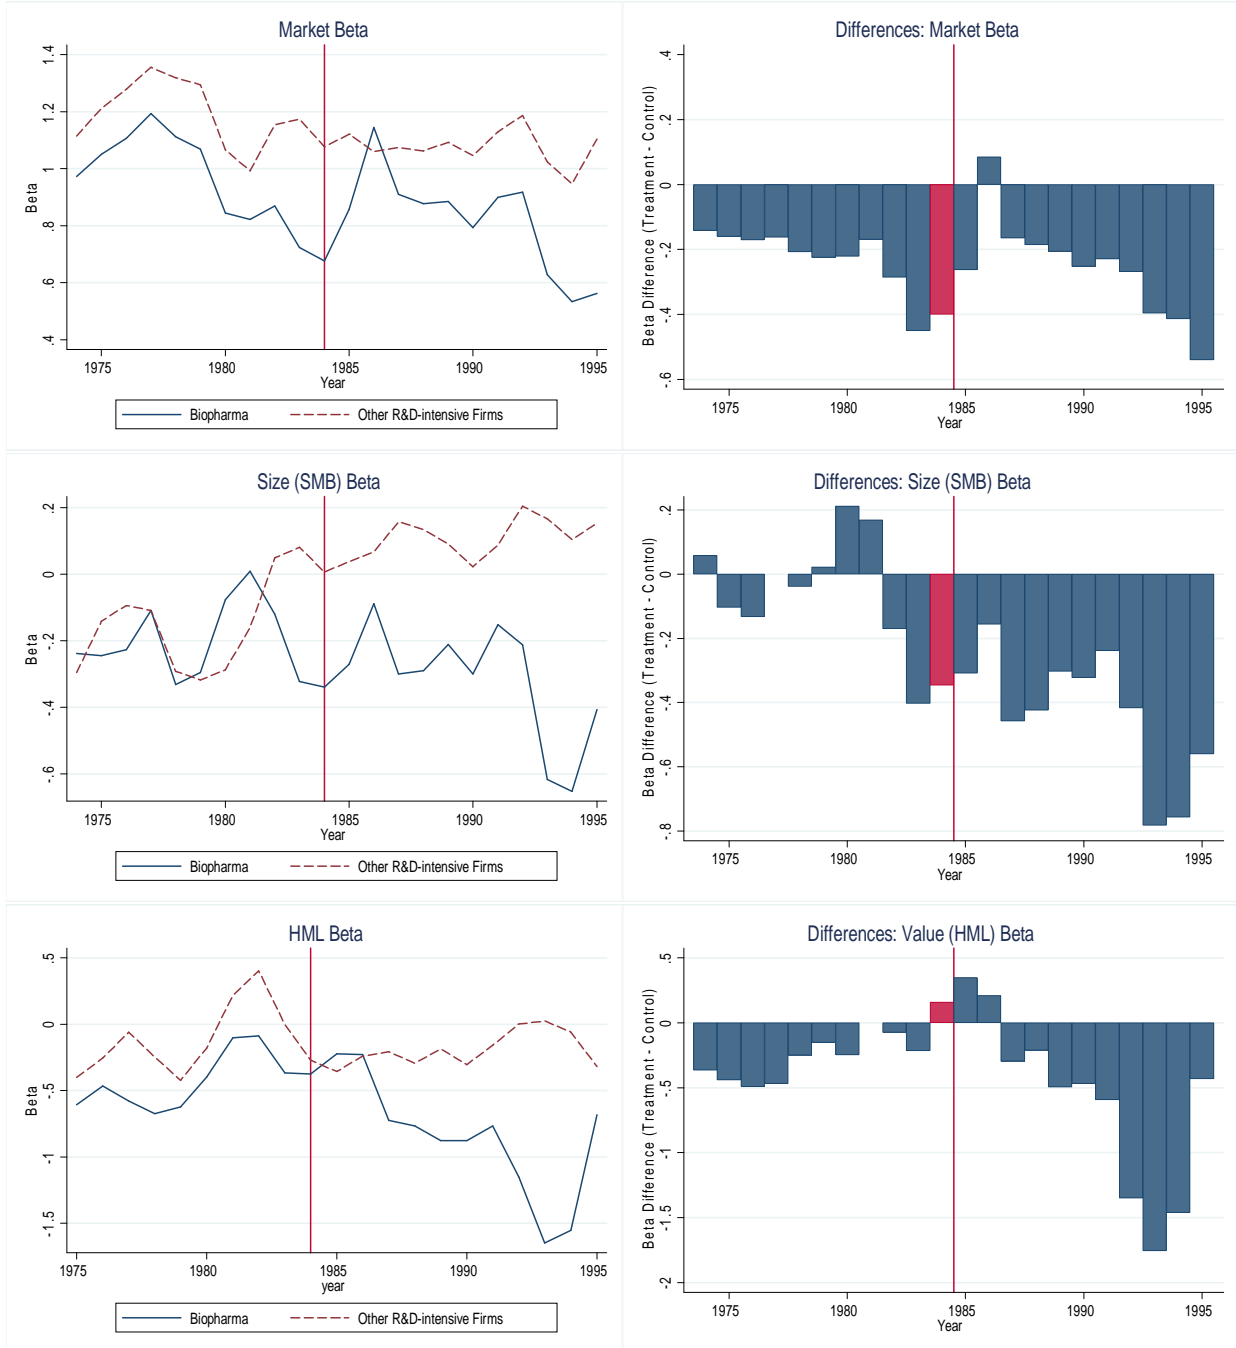 Market Beta
Beta
1.4
1.2
1
.8
.6
.4
1975 1980 1985 1990 1995
Year
Biopharma Other R&D-intensive Firms
Differences: Market Beta
Beta Difference (Treatment - Control)
.4
.2
0
-.2
-.4
-.6
1975 1980 1985 1990 1995
Year
Size (SMB) Beta
Beta
.2
0
-.2
-.4
-.6
1975 1980 1985 1990 1995
Year
Biopharma Other R&D-intensive Firms
Differences: Size (SMB) Beta
Beta Difference (Treatment - Control)
.2
0
-.2
-.4
-.6
-.8
1975 1980 1985 1990 1995
Year
HML Beta
Beta
.5
0
-.5
-1
-1.5
1975 1980 1985 1990 1995
year
Biopharma Other R&D-intensive Firms
Differences: Value (HML) Beta
Beta Difference (Treatment - Control)
.5
0
-.5
-1
-1.5
-2
1975 1980 1985 1990 1995
Year